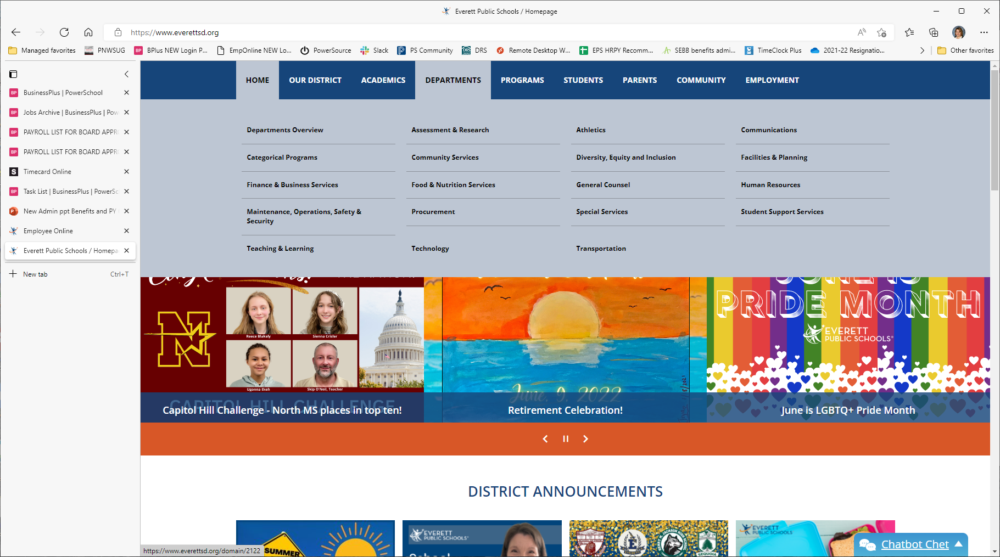 Everett Public Schools / Homepage
https://www.everettsd.org
Managed favorites
PNWSUG
BPlus NEW Login P...
EmpOnline NEW Lo...
PowerSource
Slack
PS Community
DRS
Remote Desktop W...
EPS HRPY Recomm...
SEBB benefits admi...
TimeClock Plus
2021-22 Resignatio...
Other favorites
BusinessPlus | PowerSchool
Jobs Archive | BusinessPlus | Pow
PAYROLL LIST FOR BOARD APPR
PAYROLL LIST FOR BOARD APPR
Timecard Online
Task List | BusinessPlus | PowerSc
New Admin ppt Benefits and PY
Employee Online
Everett Public Schools / Homepa
New tab Ctrl+T
HOME OUR DISTRICT ACADEMICS DEPARTMENTS PROGRAMS STUDENTS PARENTS COMMUNITY EMPLOYMENT
Departments Overview Assessment & Research Athletics Communications
Categorical Programs Community Services Diversity, Equity and Inclusion Facilities & Planning
Finance & Business Services Food & Nutrition Services General Counsel Human Resources
Maintenance, Operations, Safety &
Security
Procurement Special Services Student Support Services
Teaching & Learning Technology Transportation
Reece Blakely
Sienna Crisler
Ugonna Ekeh
Skip O'Neil, Teacher
CAPITOL HILL CHALLENGE
Capitol Hill Challenge - North MS places in top ten!
June, 9, 2022
Retirement Celebration!
PRIDE MONTH
EVERETT
PUBLIC SCHOOLS
June is LGBTQ+ Pride Month
DISTRICT ANNOUNCEMENTS
SUMMER
EVERETT
PUBLIC SCHOOLS
School
E
JACKSON HIGH
SEQUOIA
EVERETT
PUBLIC SCHOOLS
Chatbot Chet
https://www.everettsd.org/domain/2122